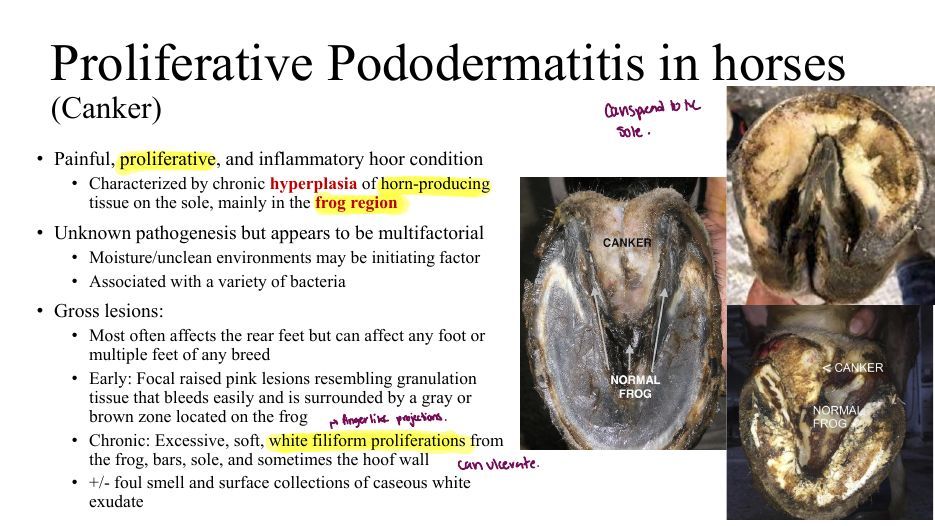 Proliferative Pododermatitis in horses
(Canker)
can spend to the
sole.
• Painful, proliferative, and inflammatory hoor condition
• Characterized by chronic hyperplasia of horn-producing
tissue on the sole, mainly in the frog region
• Unknown pathogenesis but appears to be multifactorial
• Moisture/unclean environments may be initiating factor
• Associated with a variety of bacteria
• Gross lesions:
• Most often affects the rear feet but can affect any foot or
multiple feet of any breed
• Early: Focal raised pink lesions resembling granulation
tissue that bleeds easily and is surrounded by a gray or
brown zone located on the frog
→ finger like projections.
• Chronic: Excessive, soft, white filiform proliferations from
the frog, bars, sole, and sometimes the hoof wall
can ulcerate.
• +/- foul smell and surface collections of caseous white
exudate
CANKER
NORMAL
FROG
< CANKER
NORMAL
FROG